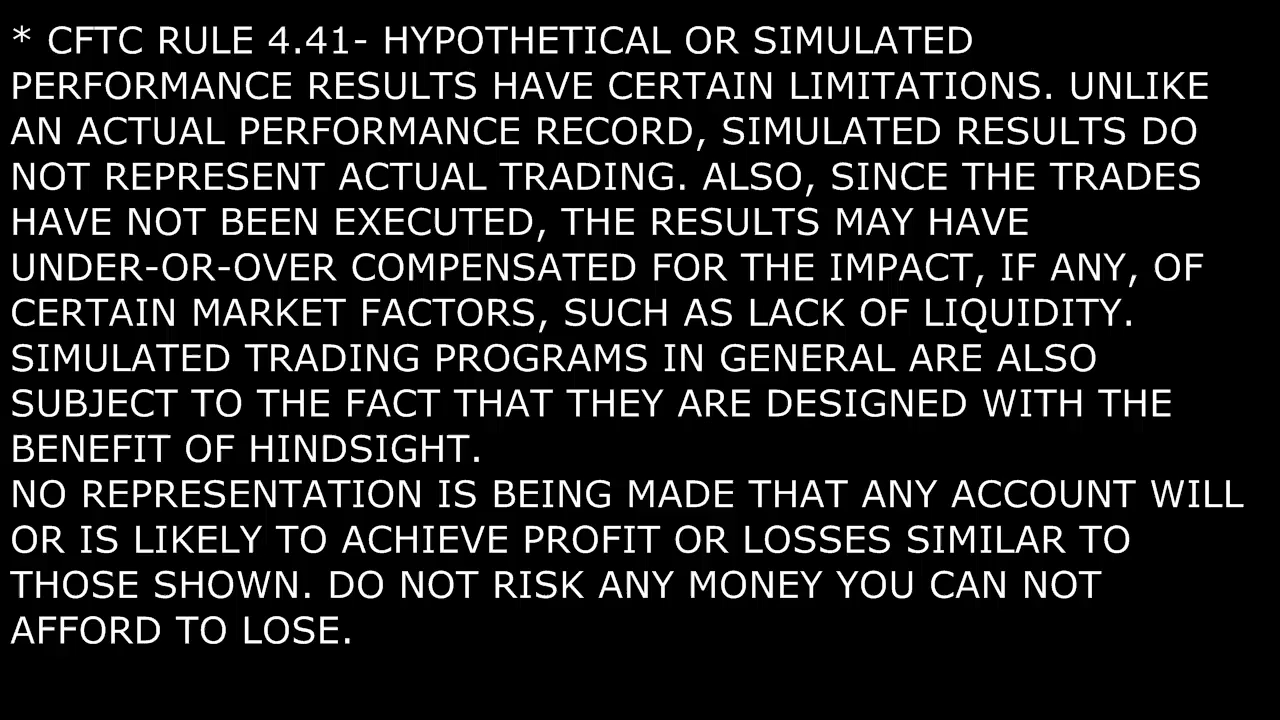 * CFTC RULE 4.41- HYPOTHETICAL OR SIMULATED
PERFORMANCE RESULTS HAVE CERTAIN LIMITATIONS. UNLIKE
AN ACTUAL PERFORMANCE RECORD, SIMULATED RESULTS DO
NOT REPRESENT ACTUAL TRADING. ALSO, SINCE THE TRADES
HAVE NOT BEEN EXECUTED, THE RESULTS MAY HAVE
UNDER-OR-OVER COMPENSATED FOR THE IMPACT, IF ANY, OF
CERTAIN MARKET FACTORS, SUCH AS LACK OF LIQUIDITY.
SIMULATED TRADING PROGRAMS IN GENERAL ARE ALSO
SUBJECT TO THE FACT THAT THEY ARE DESIGNED WITH THE
BENEFIT OF HINDSIGHT.
NO REPRESENTATION IS BEING MADE THAT ANY ACCOUNT WILL
OR IS LIKELY TO ACHIEVE PROFIT OR LOSSES SIMILAR TO
THOSE SHOWN. DO NOT RISK ANY MONEY YOU CAN NOT
AFFORD TO LOSE.